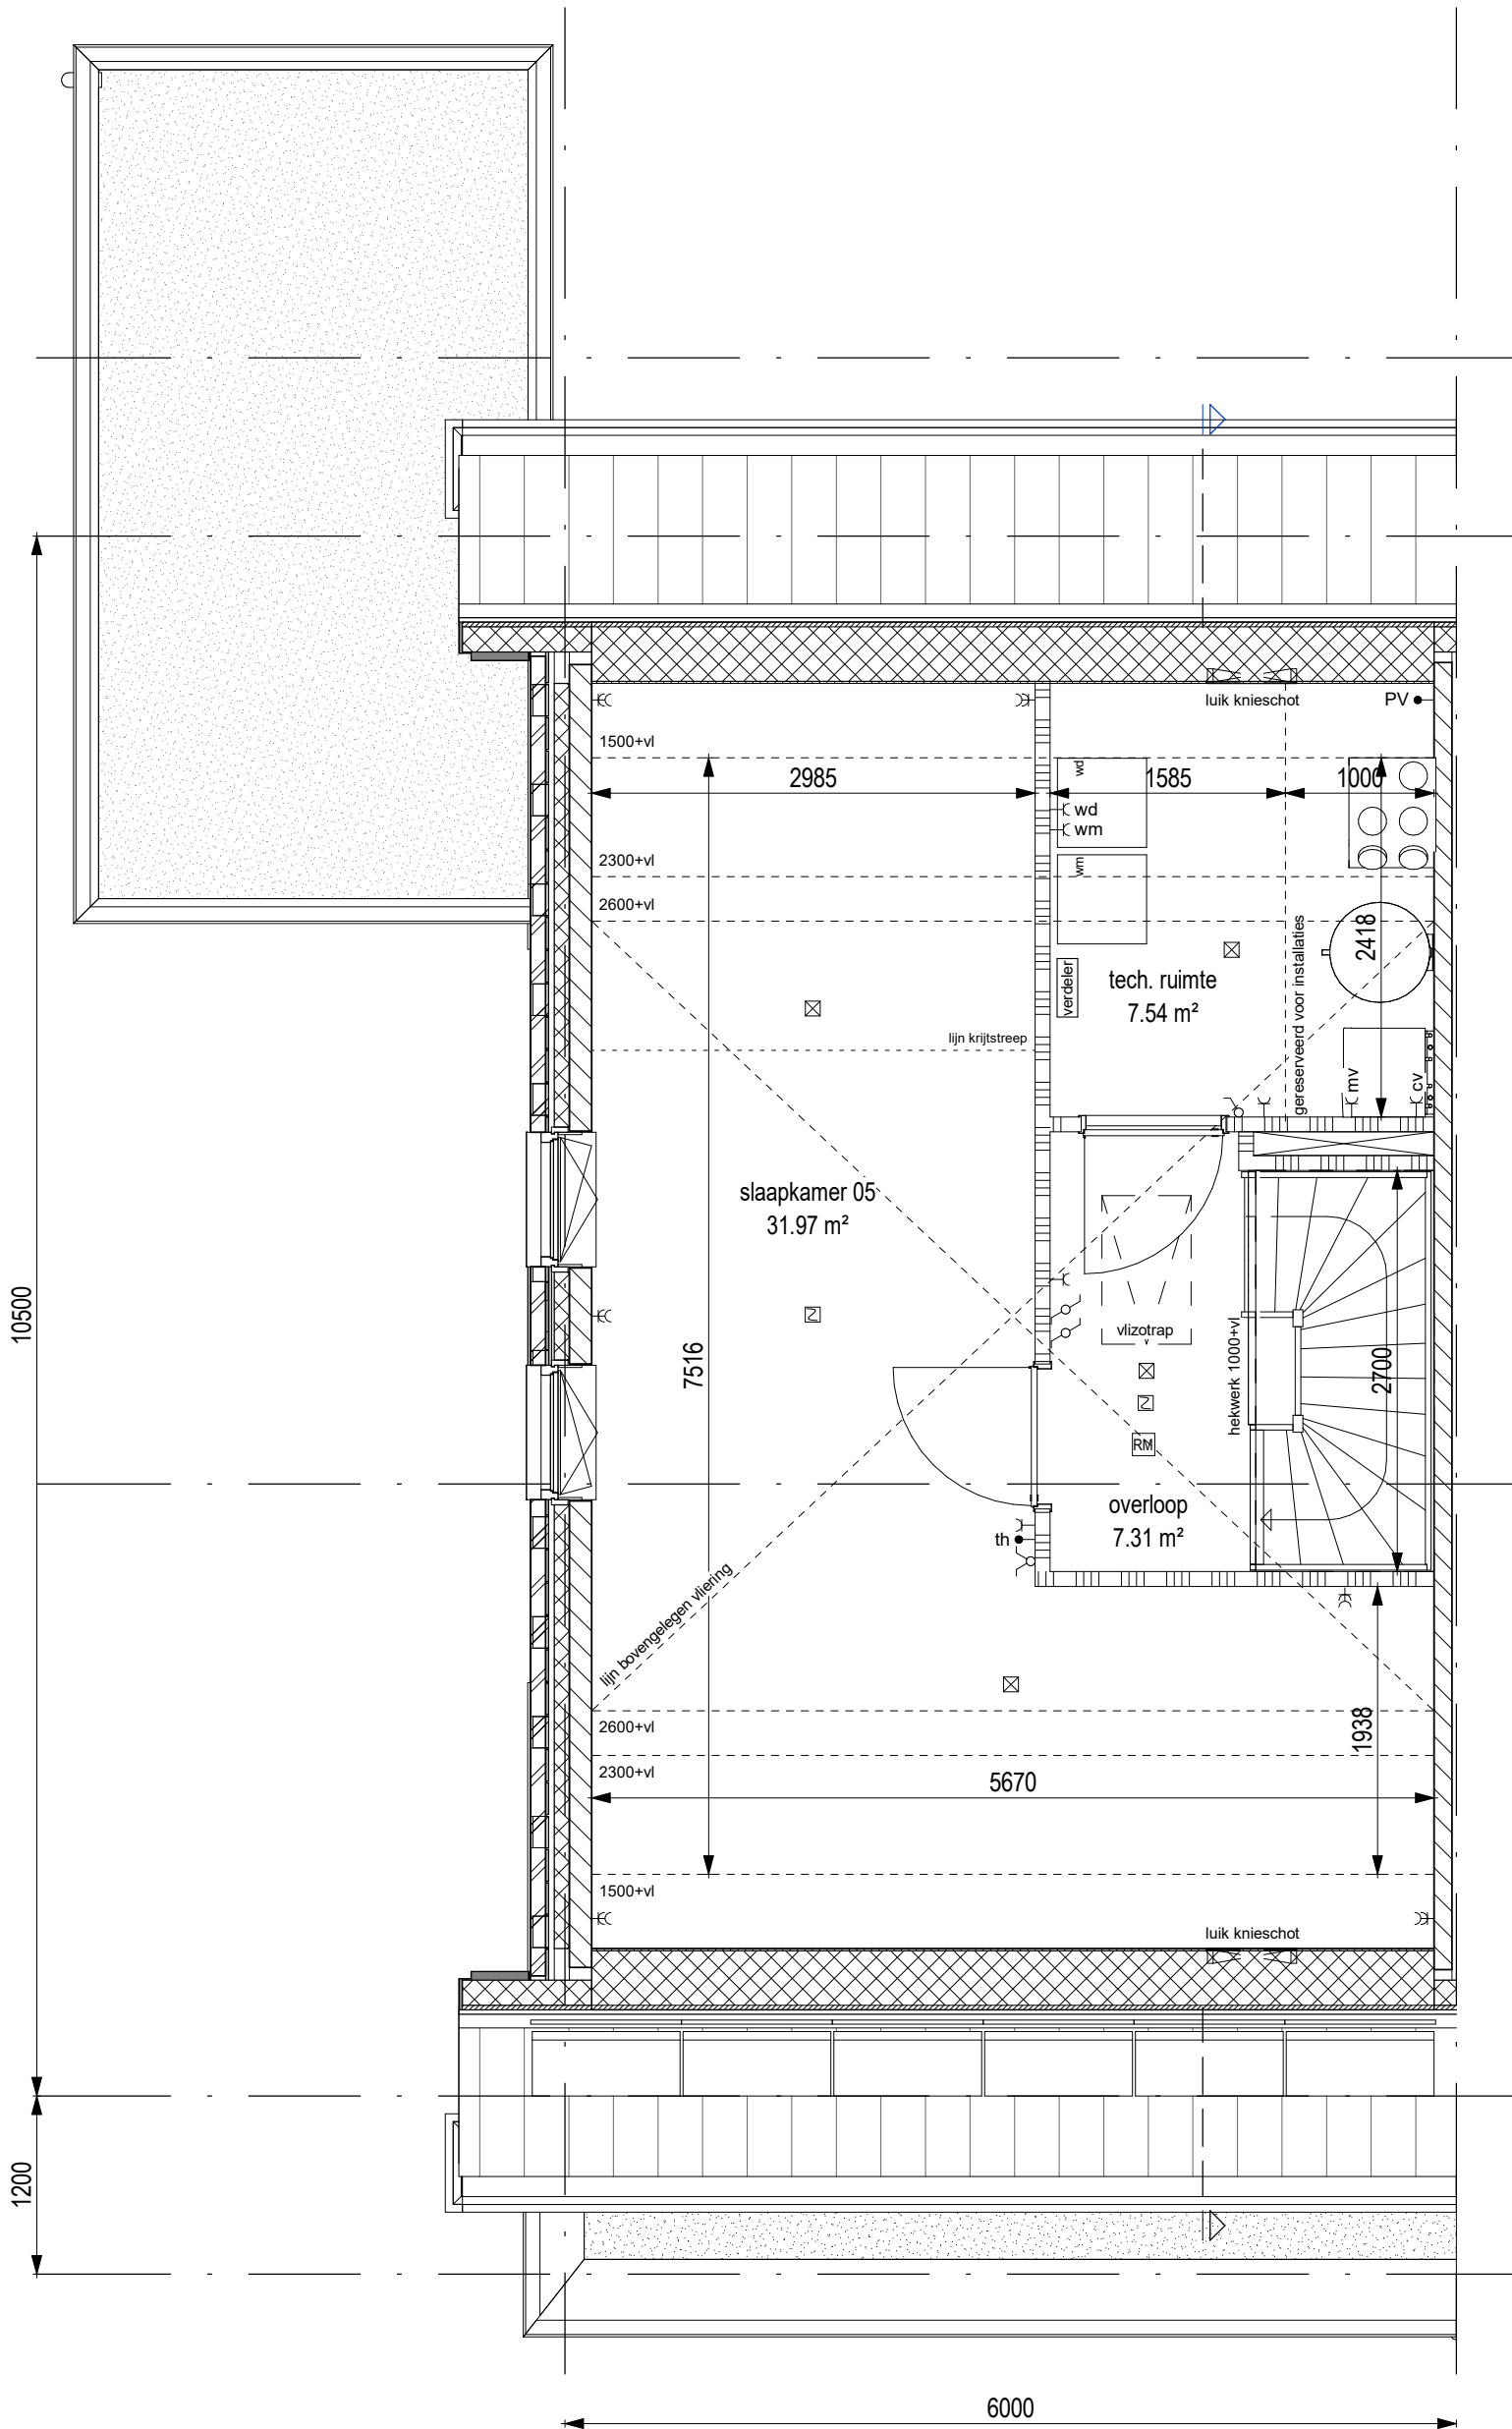 luik knieschot
PV
1500+vl
2985
1585
1000
wd
wd
wm
2300+vl
wm
2600+vl
2418
gereserveerd voor installaties
verdeler
tech. ruimte
7.54 m²
lijn krijtstreep
mv
cv
slaapkamer 05
31.97 m²
10500
7516
vlizotrap
hekwerk 1000+vl
2700
RM
overloop
7.31 m²
th
lijn bovengelegen vliering
2600+vl
1938
2300+vl
5670
1500+vl
luik knieschot
1200
6000